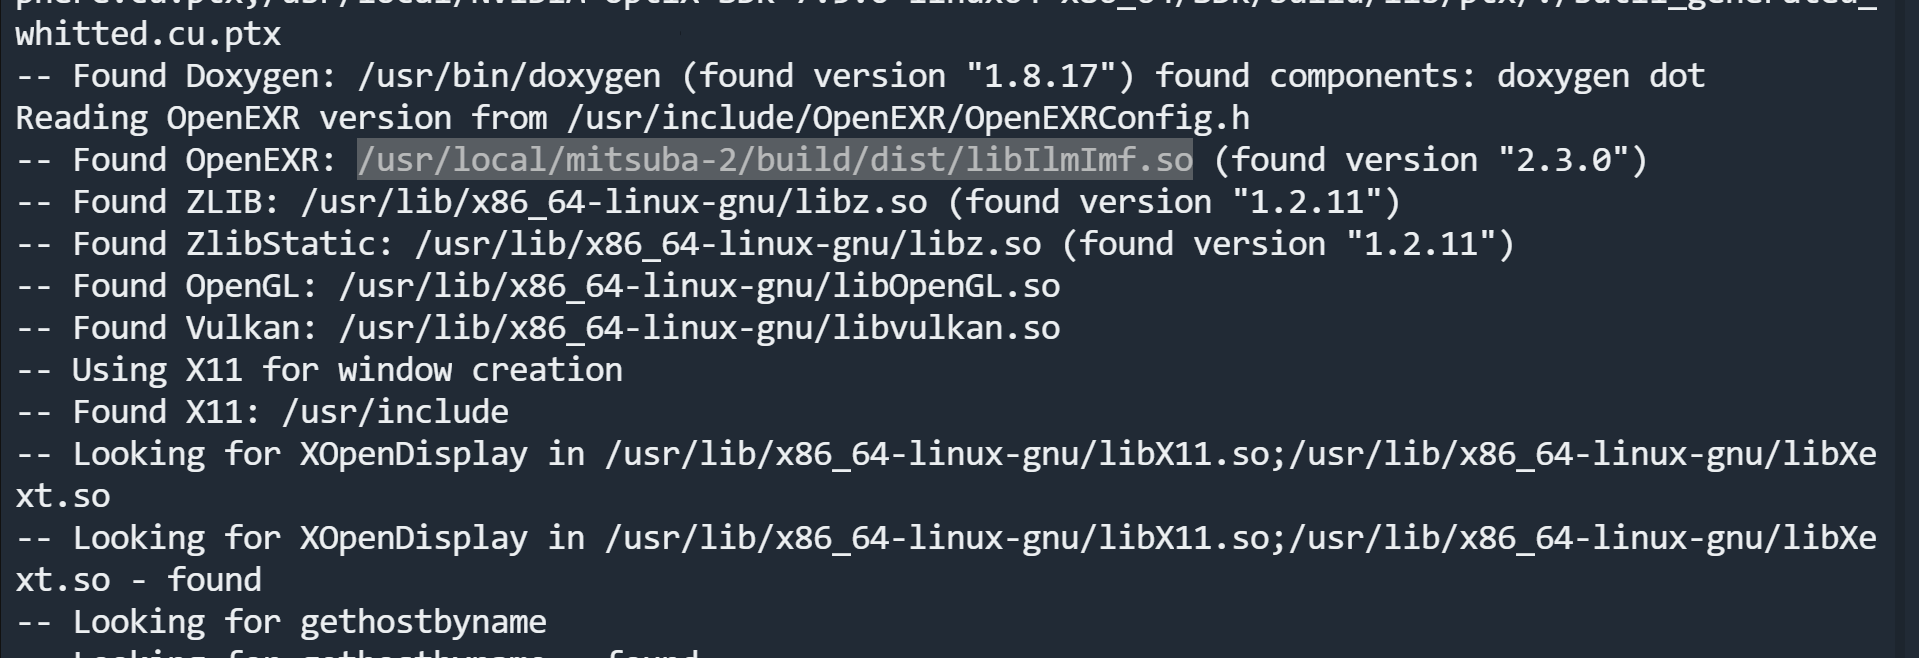 whitted.cu.ptx
-- Found Doxygen: /usr/bin/doxygen (found version "1.8.17") found components: doxygen dot
Reading OpenEXR version from /usr/include/OpenEXR/OpenEXRConfig.h
-- Found OpenEXR: /usr/local/mitsuba-2/build/dist/libIlmImf.so (found version "2.3.0")
-- Found ZLIB: /usr/lib/x86_64-linux-gnu/libz.so (found version "1.2.11")
-- Found ZlibStatic: /usr/lib/x86_64-linux-gnu/libz.so (found version "1.2.11")
-- Found OpenGL: /usr/lib/x86_64-linux-gnu/libOpenGL.so
-- Found Vulkan: /usr/lib/x86_64-linux-gnu/libvulkan.so
-- Using X11 for window creation
-- Found X11: /usr/include
-- Looking for XOpenDisplay in /usr/lib/x86_64-linux-gnu/libX11.so;/usr/lib/x86_64-linux-gnu/libXe
xt.so
-- Looking for XOpenDisplay in /usr/lib/x86_64-linux-gnu/libX11.so;/usr/lib/x86_64-linux-gnu/libXe
xt.so - found
-- Looking for gethostbyname